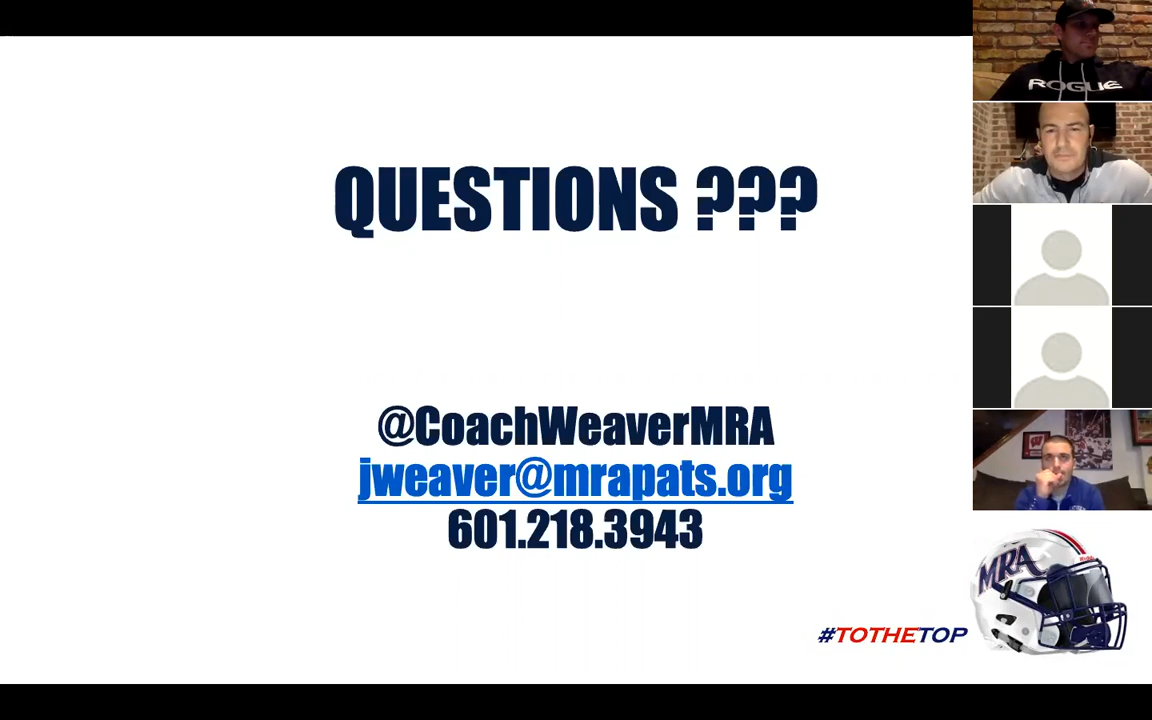 QUESTIONS ???
@CoachWeaverMRA
jweaver@mrapats.org
601.218.3943
#TOTHETOP
MRA
ROGUE